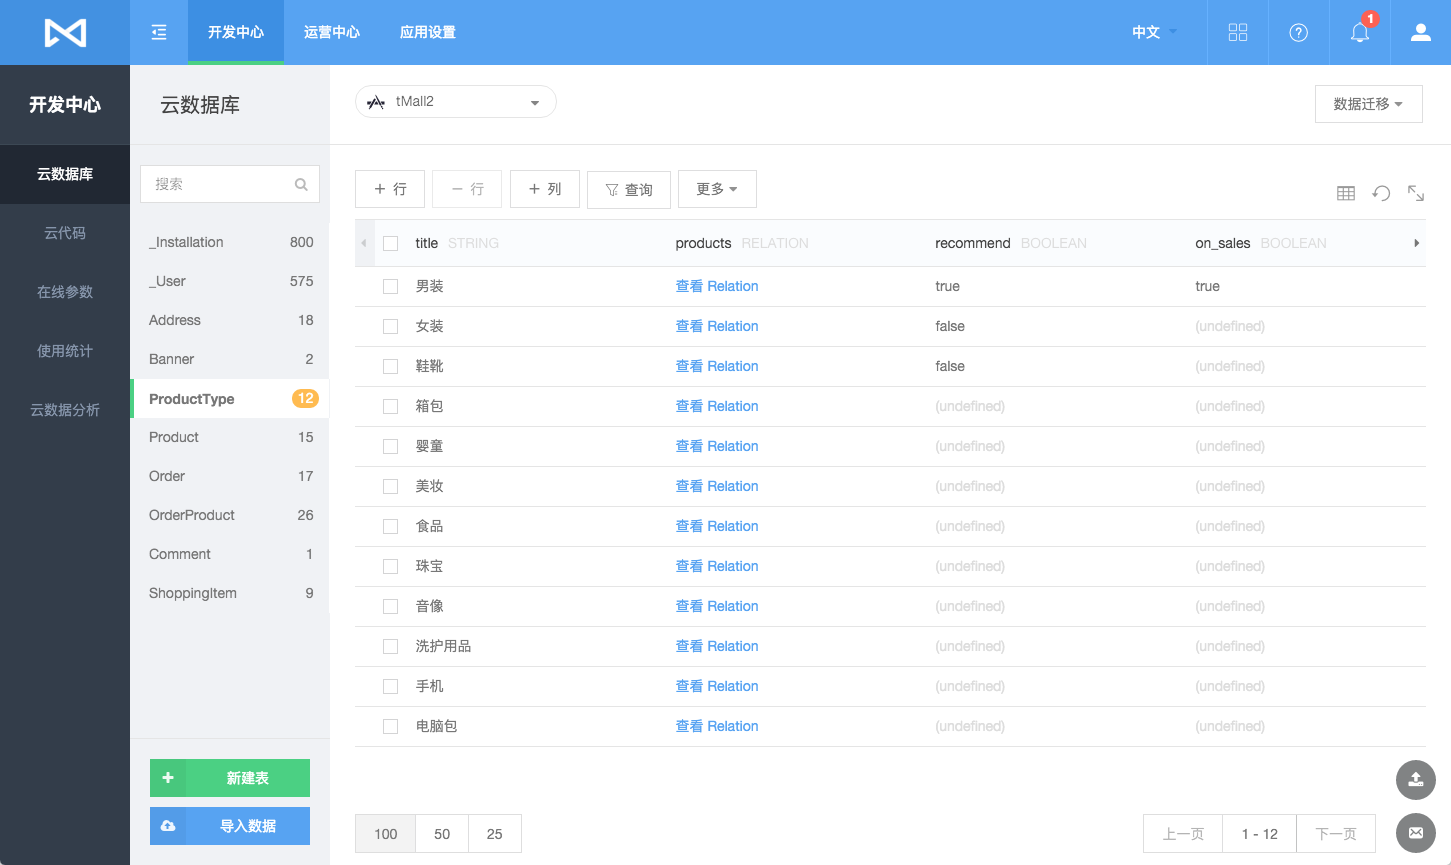 开发中心 运营中心 应用设置 中文 1
开发中心
云数据库
云代码
在线参数
使用统计
云数据分析
云数据库
搜索
_Installation 800
_User 575
Address 18
Banner 2
ProductType 12
Product 15
Order 17
OrderProduct 26
Comment 1
ShoppingItem 9
新建表
导入数据
tMall2 数据迁移
+ 行 − 行 + 列 查询 更多
title STRING products RELATION recommend BOOLEAN on_sales BOOLEAN
男装 查看 Relation true true
女装 查看 Relation false (undefined)
鞋靴 查看 Relation false (undefined)
箱包 查看 Relation (undefined) (undefined)
婴童 查看 Relation (undefined) (undefined)
美妆 查看 Relation (undefined) (undefined)
食品 查看 Relation (undefined) (undefined)
珠宝 查看 Relation (undefined) (undefined)
音像 查看 Relation (undefined) (undefined)
洗护用品 查看 Relation (undefined) (undefined)
手机 查看 Relation (undefined) (undefined)
电脑包 查看 Relation (undefined) (undefined)
100 50 25 上一页 1 - 12 下一页